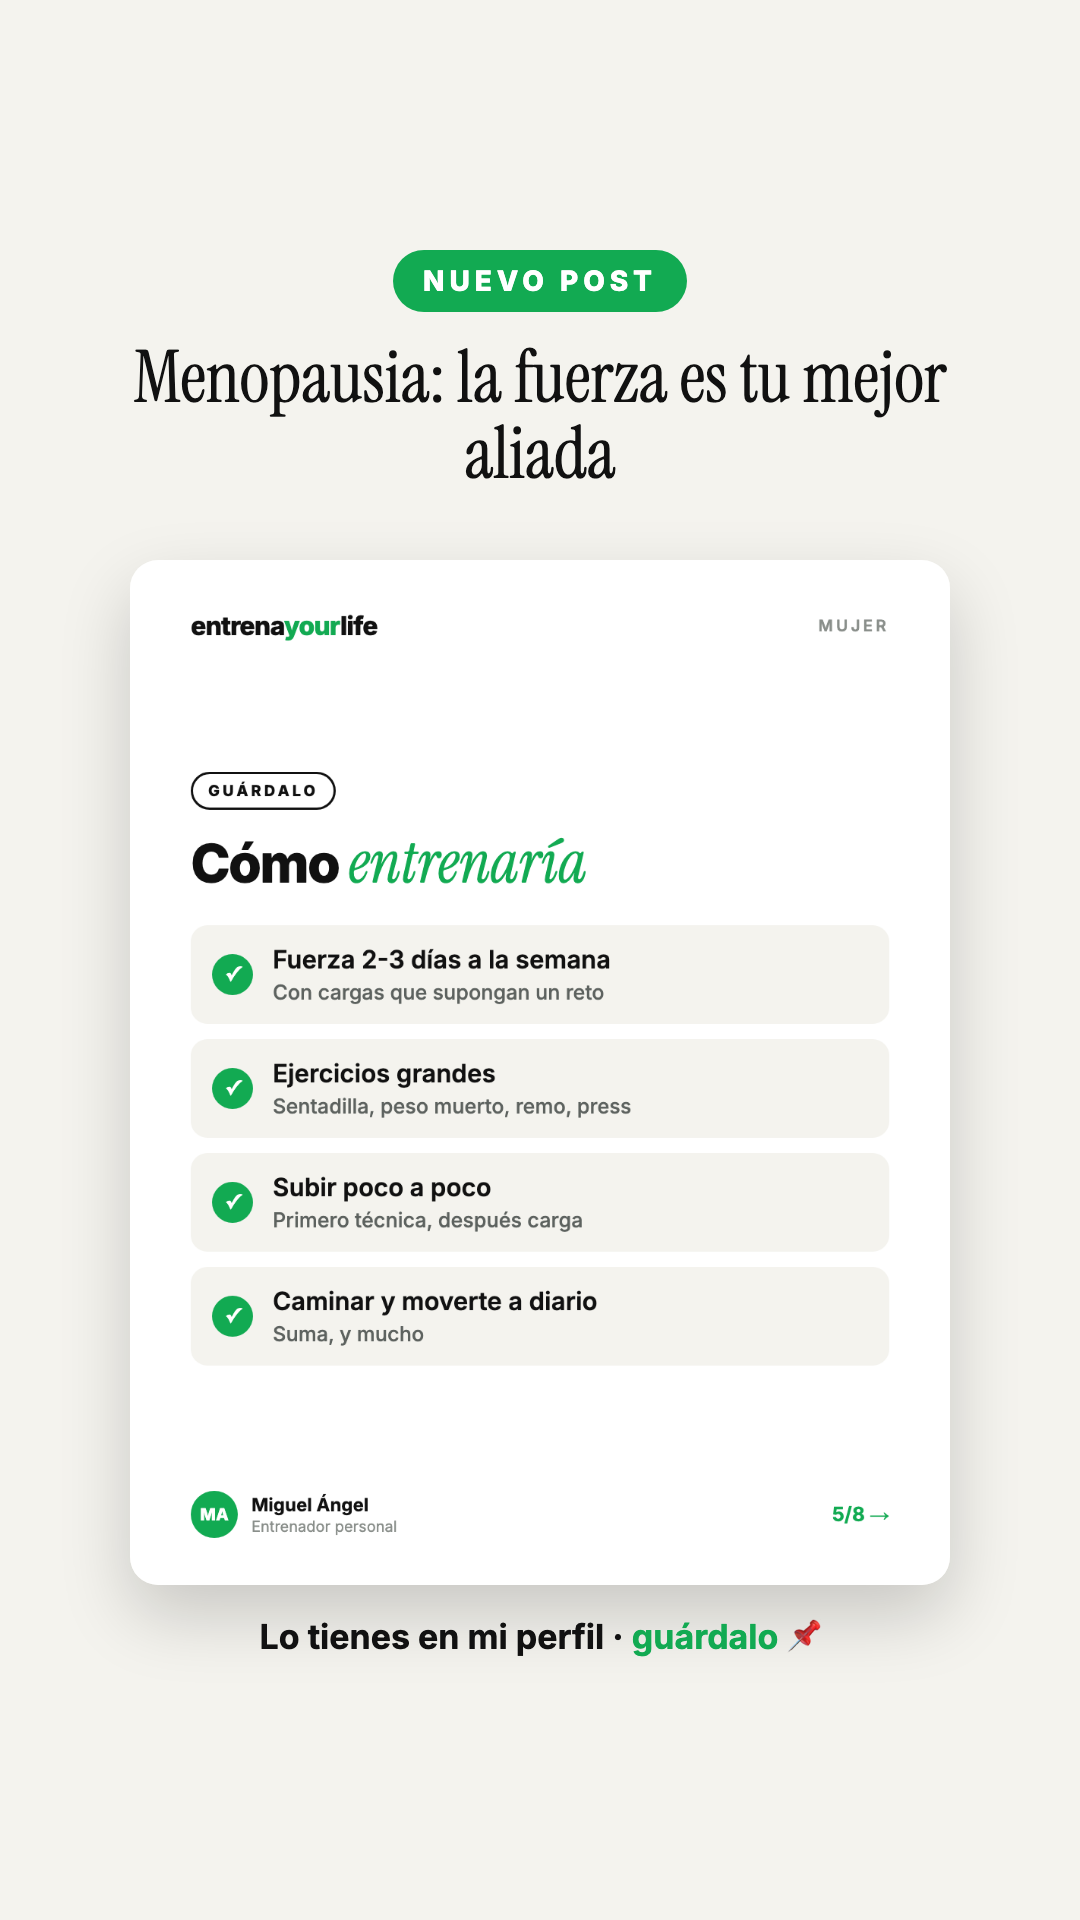 NUEVO POST
Menopausia: la fuerza es tu mejor
aliada
entrenayourlife
MUJER
GUÁRDALO
Cómo entrenaría
Fuerza 2-3 días a la semana
Con cargas que supongan un reto
Ejercicios grandes
Sentadilla, peso muerto, remo, press
Subir poco a poco
Primero técnica, después carga
Caminar y moverte a diario
Suma, y mucho
MA
Miguel Ángel
Entrenador personal
5/8 →
Lo tienes en mi perfil · guárdalo 📌